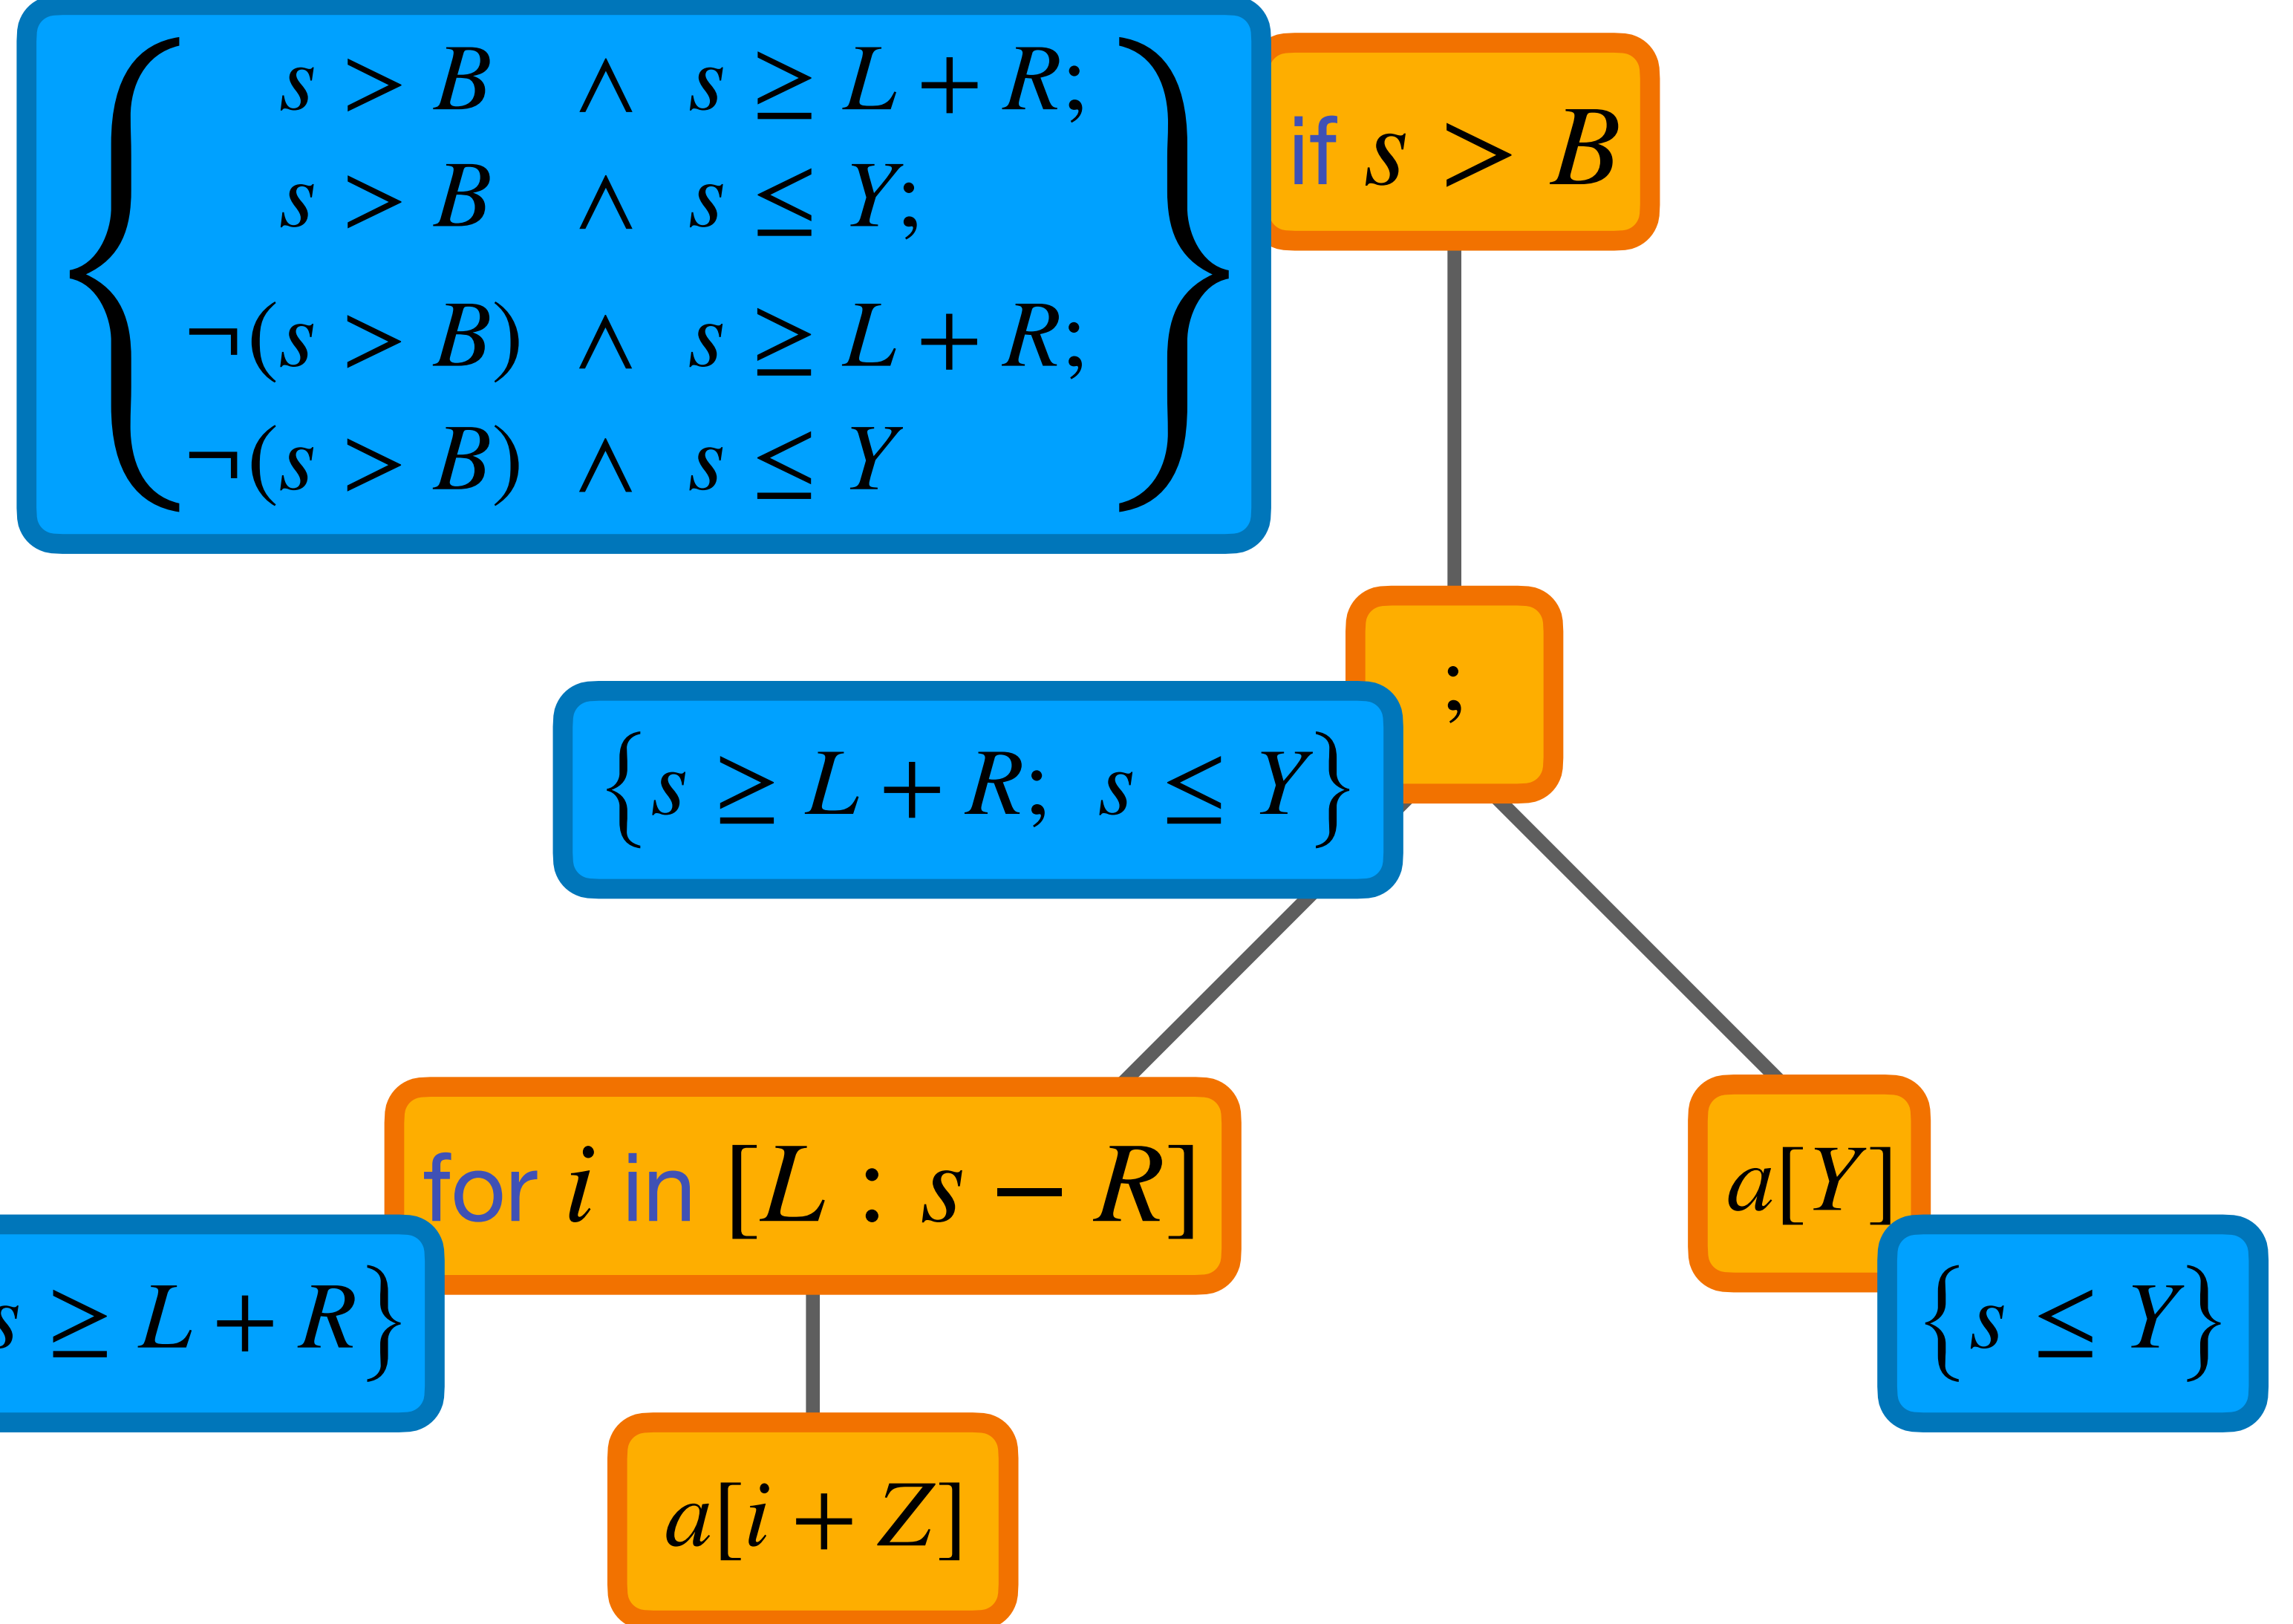 s > B ∧ s ≧ L + R;
s > B ∧ s ≦ Y;
¬(s > B) ∧ s ≧ L + R;
¬(s > B) ∧ s ≦ Y
if s > B
;
{s ≧ L + R; s ≦ Y}
for i in [L : s − R]
a[Y]
s ≧ L + R}
{s ≦ Y}
a[i + Z]